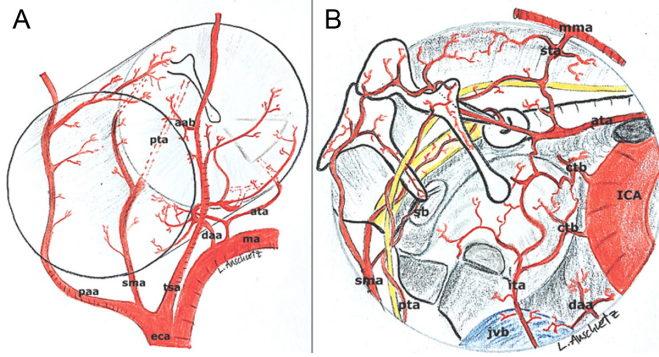 A
aab
pta
ata
daa
ma
paa
sma
tsa
eca
L. Anschuetz
B
mma
sta
ata
ctb
ICA
sb
ctb
sma
pta
ita
daa
jvb
L. Anschuetz